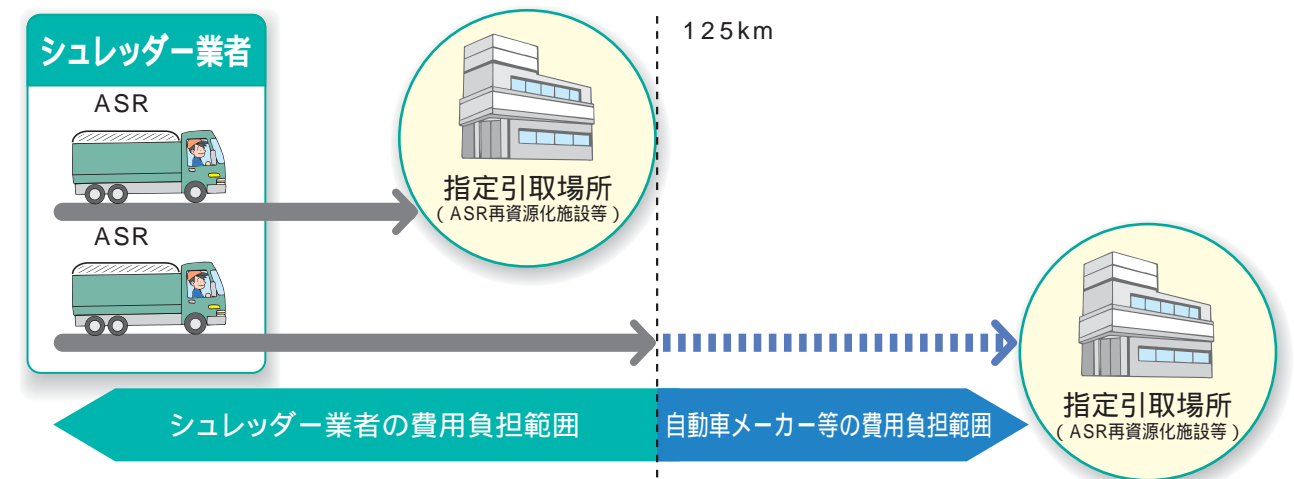 シュレッダー業者
ASR
ASR
指定引取場所
(ASR再資源化施設等)
125km
指定引取場所
(ASR再資源化施設等)
シュレッダー業者の費用負担範囲
自動車メーカー等の費用負担範囲